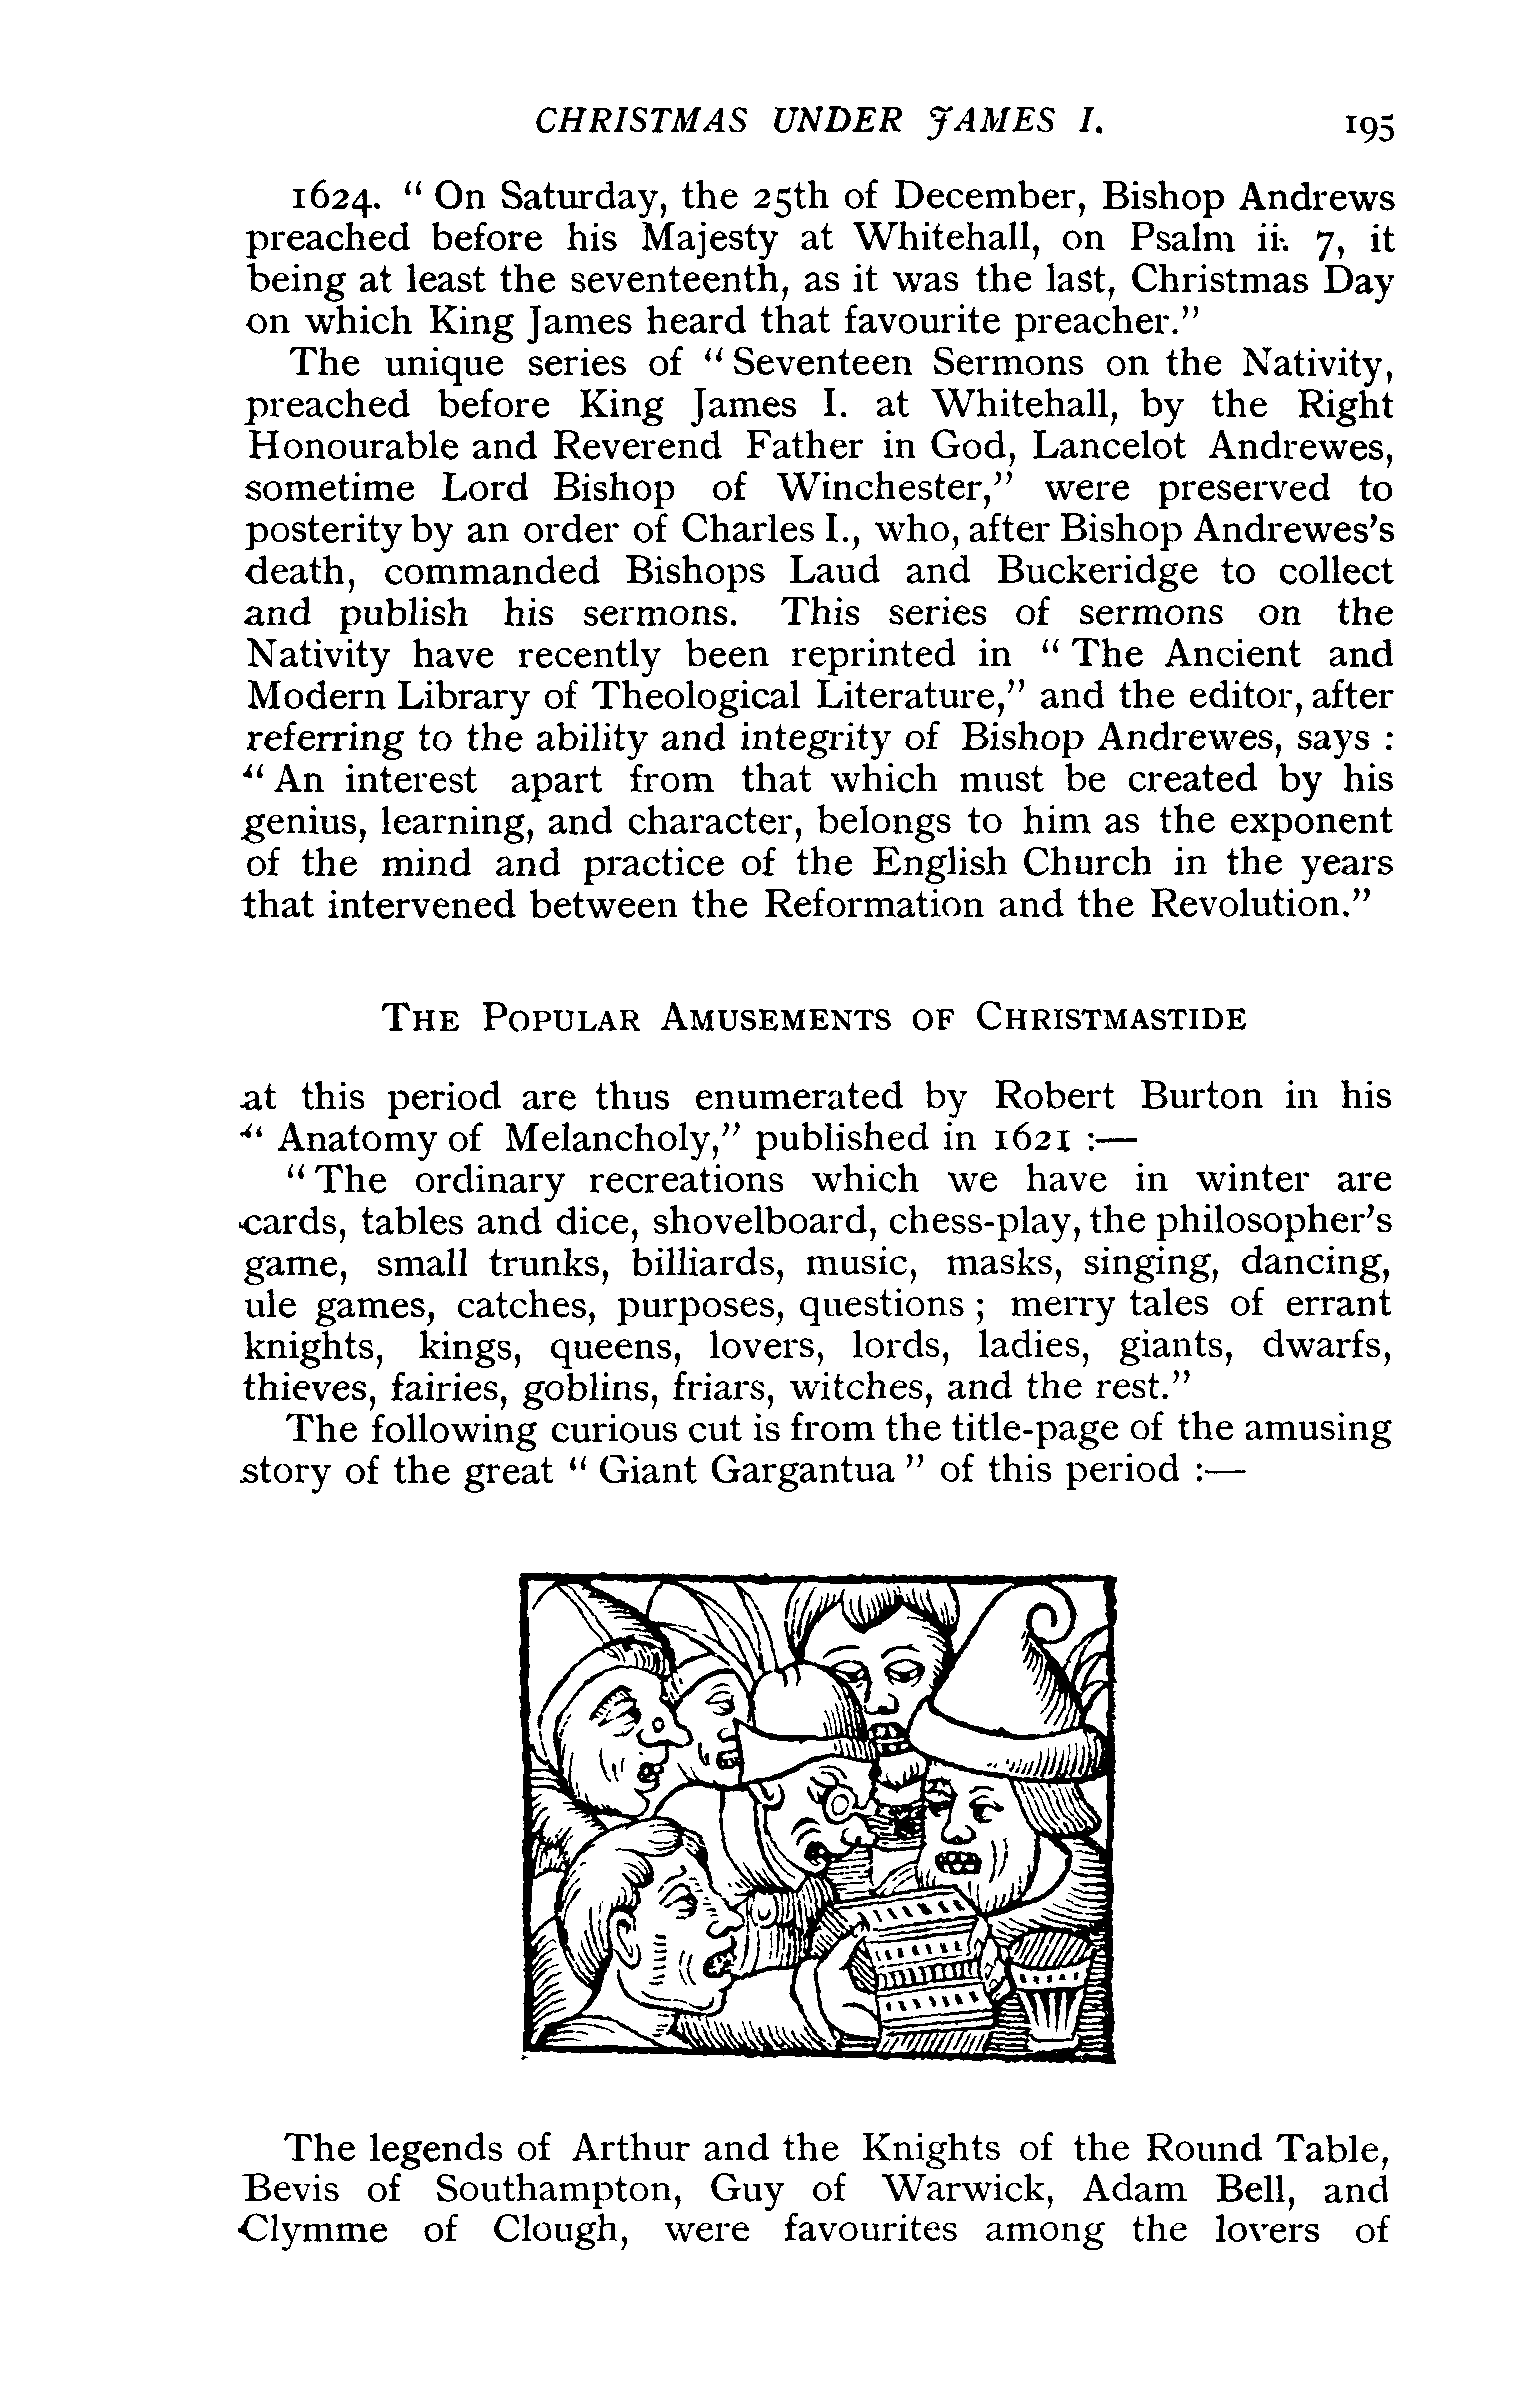 CHRISTMAS UNDER JAMES I. 195
1624. “ On Saturday, the 25th of December, Bishop Andrews
preached before his Majesty at Whitehall, on Psalm ii. 7, it
being at least the seventeenth, as it was the last, Christmas Day
on which King James heard that favourite preacher.”
The unique series of “ Seventeen Sermons on the Nativity,
preached before King James I. at Whitehall, by the Right
Honourable and Reverend Father in God, Lancelot Andrewes,
sometime Lord Bishop of Winchester,” were preserved to
posterity by an order of Charles I., who, after Bishop Andrewes’s
death, commanded Bishops Laud and Buckeridge to collect
and publish his sermons. This series of sermons on the
Nativity have recently been reprinted in “ The Ancient and
Modern Library of Theological Literature,” and the editor, after
referring to the ability and integrity of Bishop Andrewes, says :
“ An interest apart from that which must be created by his
genius, learning, and character, belongs to him as the exponent
of the mind and practice of the English Church in the years
that intervened between the Reformation and the Revolution.”
THE POPULAR AMUSEMENTS OF CHRISTMASTIDE
at this period are thus enumerated by Robert Burton in his
“ Anatomy of Melancholy,” published in 1621 :—
“ The ordinary recreations which we have in winter are
cards, tables and dice, shovelboard, chess-play, the philosopher’s
game, small trunks, billiards, music, masks, singing, dancing,
ule games, catches, purposes, questions ; merry tales of errant
knights, kings, queens, lovers, lords, ladies, giants, dwarfs,
thieves, fairies, goblins, friars, witches, and the rest.”
The following curious cut is from the title-page of the amusing
story of the great “ Giant Gargantua ” of this period :—
The legends of Arthur and the Knights of the Round Table,
Bevis of Southampton, Guy of Warwick, Adam Bell, and
Clymme of Clough, were favourites among the lovers of